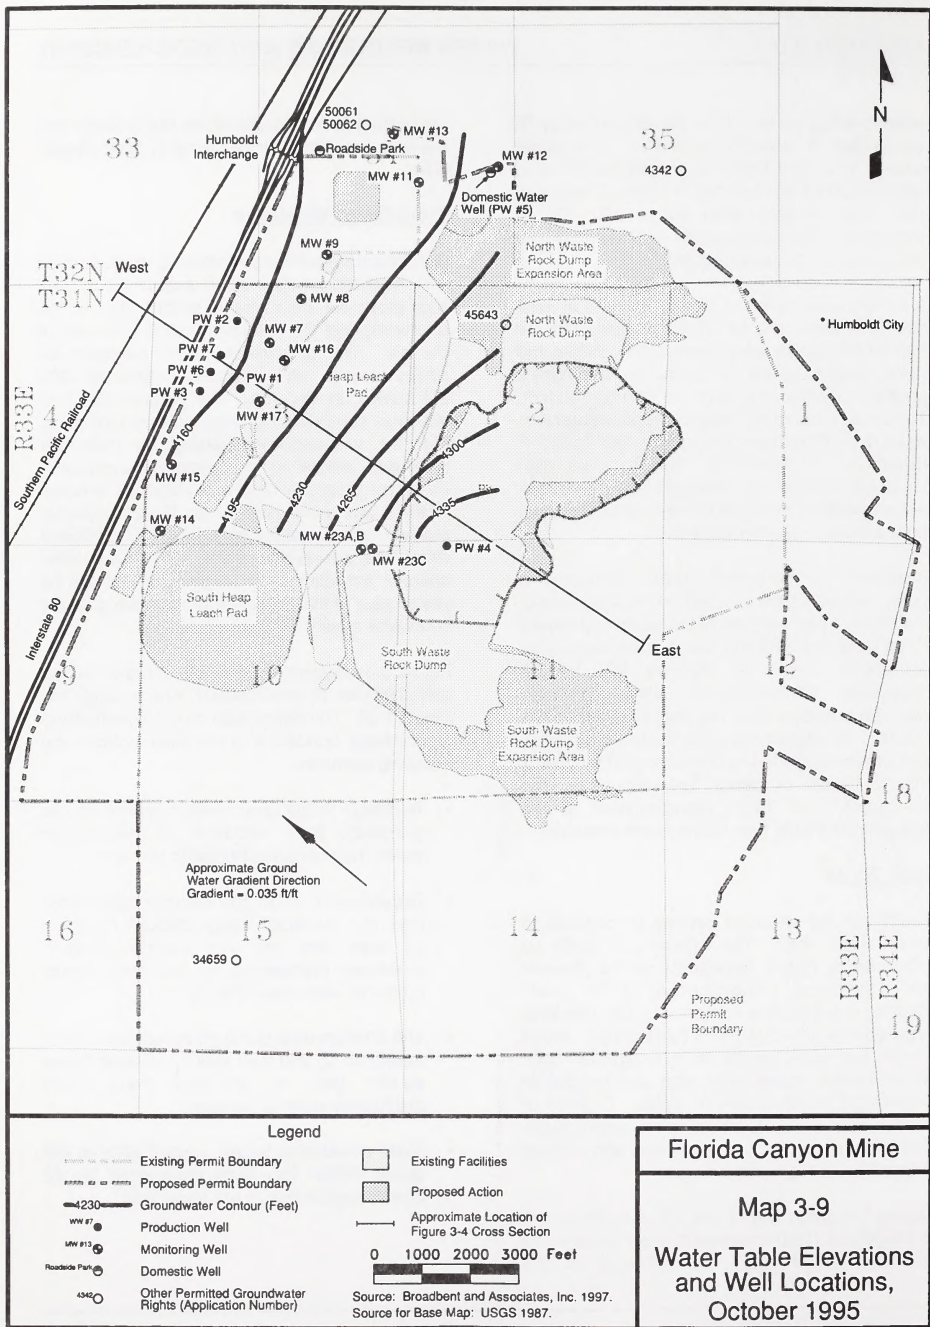 N
33
34
35
50061
50062
MW #13
Humboldt
Interchange
Roadside Park
MW #12
MW #11
4342
Domestic Water
Well (PW #5)
MW #9
North Waste
Rock Dump
Expansion Area
T32N
T31N
West
MW #8
PW #2
45643
North Waste
Rock Dump
Humboldt City
MW #7
PW #7
MW #16
PW #6
PW #1
Heap Leach
Pad
PW #3
MW #17
R33E
4
2
1
4160
4300
Southern Pacific Railroad
MW #15
4195
4230
4265
4335
MW #14
MW #23A,B
MW #23C
PW #4
South Heap
Leach Pad
Interstate 80
East
South Waste
Rock Dump
9
10
11
12
South Waste
Rock Dump
Expansion Area
18
Approximate Ground
Water Gradient Direction
Gradient = 0.035 ft/ft
16
15
14
13
34659
R33E
R34E
Proposed
Permit
Boundary
19
Legend
Existing Permit Boundary
Proposed Permit Boundary
4230 Groundwater Contour (Feet)
WW #7 Production Well
MW #13 Monitoring Well
Roadside Park Domestic Well
4342 Other Permitted Groundwater
Rights (Application Number)
Existing Facilities
Proposed Action
Approximate Location of
Figure 3-4 Cross Section
0 1000 2000 3000 Feet
Source: Broadbent and Associates, Inc. 1997.
Source for Base Map: USGS 1987.
Florida Canyon Mine
Map 3-9
Water Table Elevations
and Well Locations,
October 1995